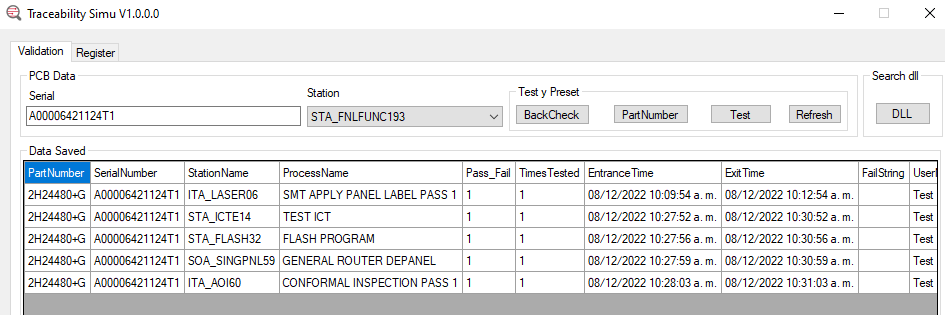 Traceability Simu V1.0.0.0
Validation Register
PCB Data
Search dll
Serial Station Test y Preset
A00006421124T1 STA_FNLFUNC193 BackCheck PartNumber Test Refresh DLL
Data Saved
PartNumber SerialNumber StationName ProcessName Pass_Fail TimesTested EntranceTime ExitTime FailString UserI
2H24480+G A00006421124T1 ITA_LASER06 SMT APPLY PANEL LABEL PASS 1 1 1 08/12/2022 10:09:54 a. m. 08/12/2022 10:12:54 a. m. Test
2H24480+G A00006421124T1 STA_ICTE14 TEST ICT 1 1 08/12/2022 10:27:52 a. m. 08/12/2022 10:30:52 a. m. Test
2H24480+G A00006421124T1 STA_FLASH32 FLASH PROGRAM 1 1 08/12/2022 10:27:56 a. m. 08/12/2022 10:30:56 a. m. Test
2H24480+G A00006421124T1 SOA_SINGPNL59 GENERAL ROUTER DEPANEL 1 1 08/12/2022 10:27:59 a. m. 08/12/2022 10:30:59 a. m. Test
2H24480+G A00006421124T1 ITA_AOI60 CONFORMAL INSPECTION PASS 1 1 1 08/12/2022 10:28:03 a. m. 08/12/2022 10:31:03 a. m. Test